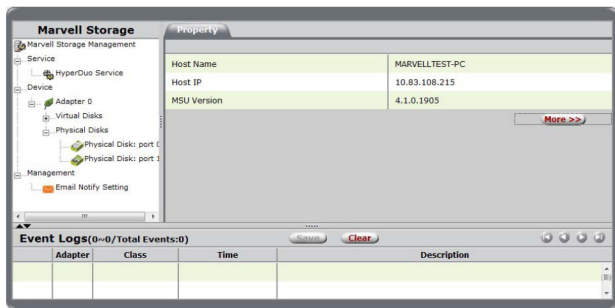 Marvell Storage
Property
Marvell Storage Management
Service
HyperDuo Service
Device
Adapter 0
Virtual Disks
Physical Disks
Physical Disk: port 0
Physical Disk: port 1
Management
Email Notify Setting
Host Name MARVELLTEST-PC
Host IP 10.83.108.215
MSU Version 4.1.0.1905
More >>
Event Logs(0~0/Total Events:0)
Save
Clear
Adapter Class Time Description